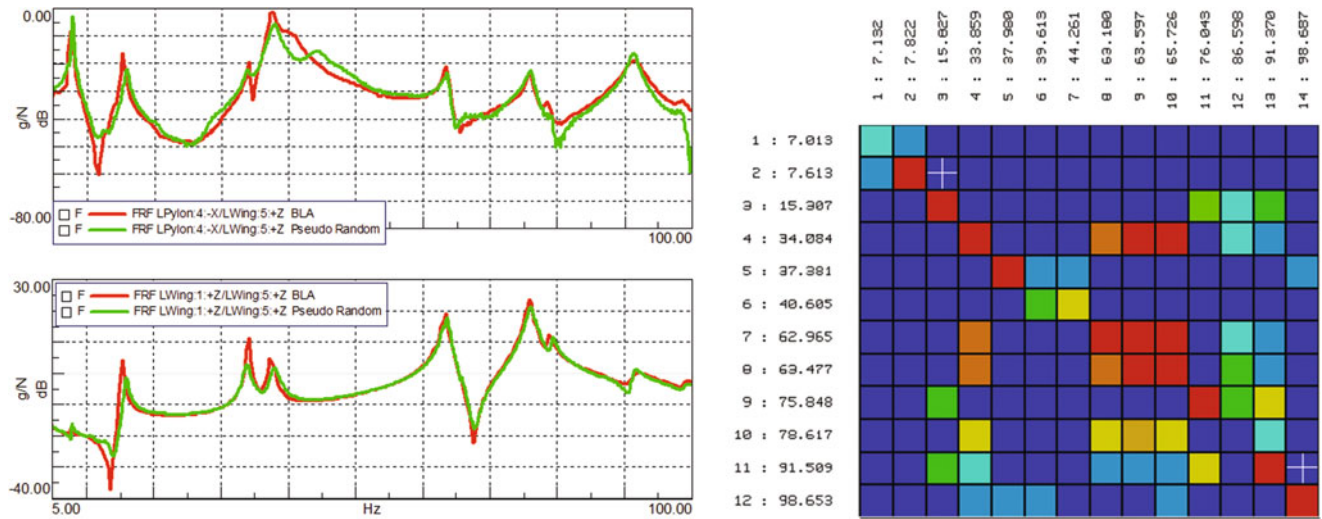 0.00
g/N
dB
-80.00
F FRF LPylon:4:-X/LWing:5:+Z BLA
F FRF LPylon:4:-X/LWing:5:+Z Pseudo Random
100.00
30.00
F FRF LWing:1:+Z/LWing:5:+Z BLA
F FRF LWing:1:+Z/LWing:5:+Z Pseudo Random
g/N
dB
-40.00
5.00
Hz
100.00
1 : 7.132
2 : 7.822
3 : 15.827
4 : 33.859
5 : 37.980
6 : 39.613
7 : 44.261
8 : 63.180
9 : 63.597
10 : 65.726
11 : 76.043
12 : 86.598
13 : 91.370
14 : 98.687
1 : 7.013
2 : 7.613
3 : 15.307
4 : 34.084
5 : 37.381
6 : 40.605
7 : 62.965
8 : 63.477
9 : 75.848
10 : 78.617
11 : 91.509
12 : 98.653